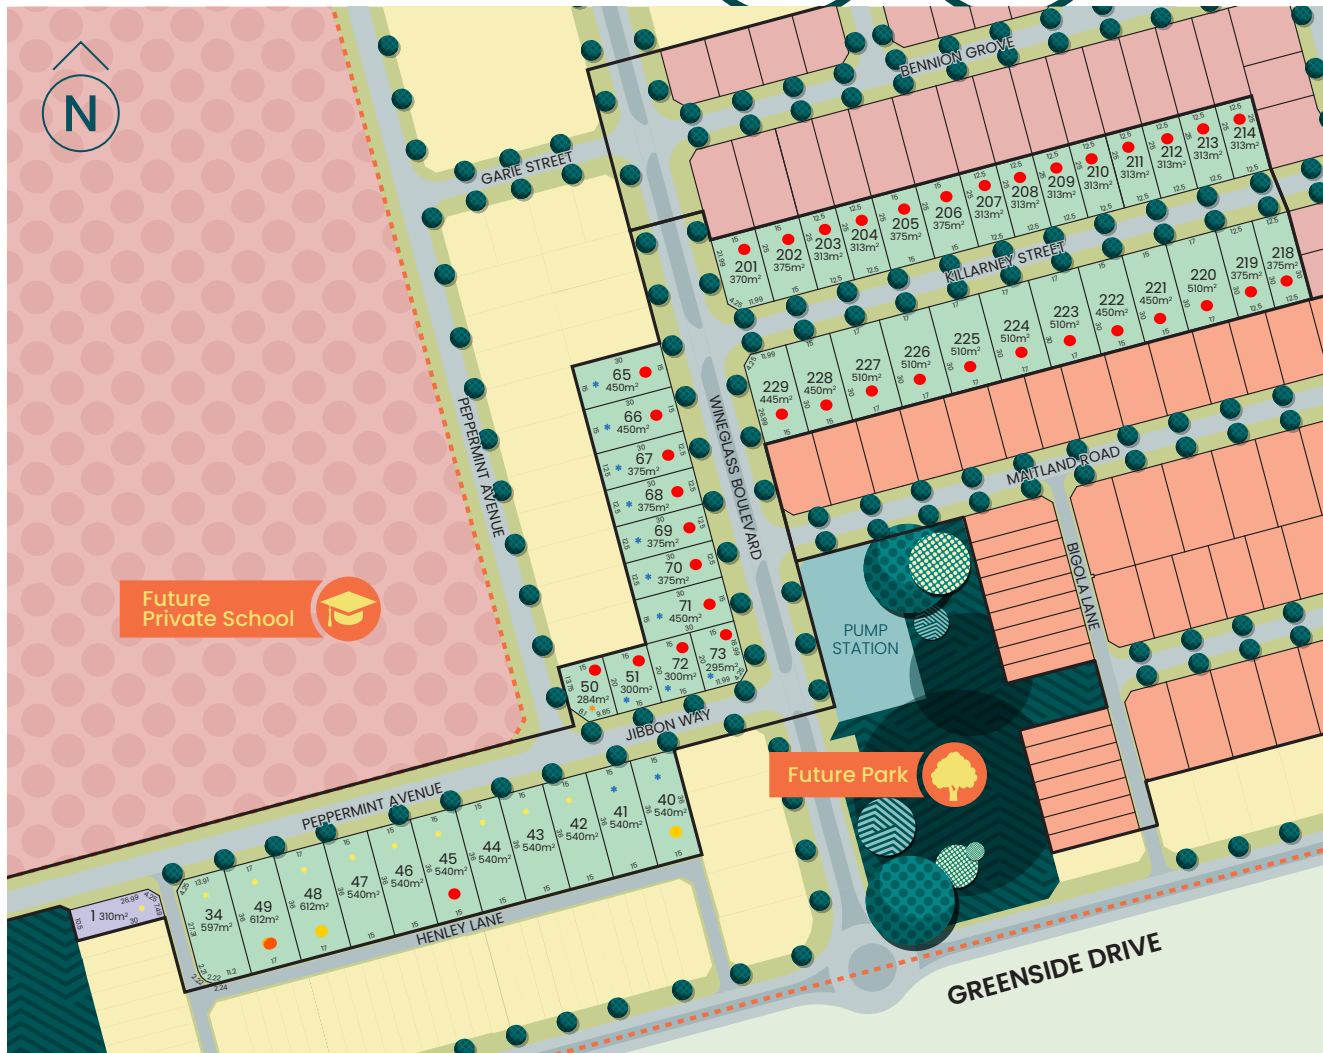 N
BENNION GROVE
GARIE STREET
214
313m²
213
313m²
212
313m²
211
313m²
210
313m²
209
313m²
208
313m²
207
313m²
206
375m²
205
375m²
204
313m²
203
313m²
202
375m²
201
370m²
KILLARNEY STREET
218
375m²
219
375m²
220
510m²
221
450m²
222
450m²
223
510m²
224
510m²
225
510m²
226
510m²
227
510m²
228
450m²
229
445m²
65
450m²
66
450m²
67
375m²
68
375m²
69
375m²
70
375m²
71
450m²
PEPPERMINT AVENUE
WINEGLASS BOULEVARD
MAITLAND ROAD
BIGOLA LANE
Future
Private School
PUMP
STATION
50
284m²
51
300m²
72
300m²
73
295m²
JIBBON WAY
Future Park
PEPPERMINT AVENUE
40
540m²
41
540m²
42
540m²
43
540m²
44
540m²
45
540m²
46
540m²
47
540m²
48
612m²
49
612m²
34
597m²
1 310m²
HENLEY LANE
GREENSIDE DRIVE